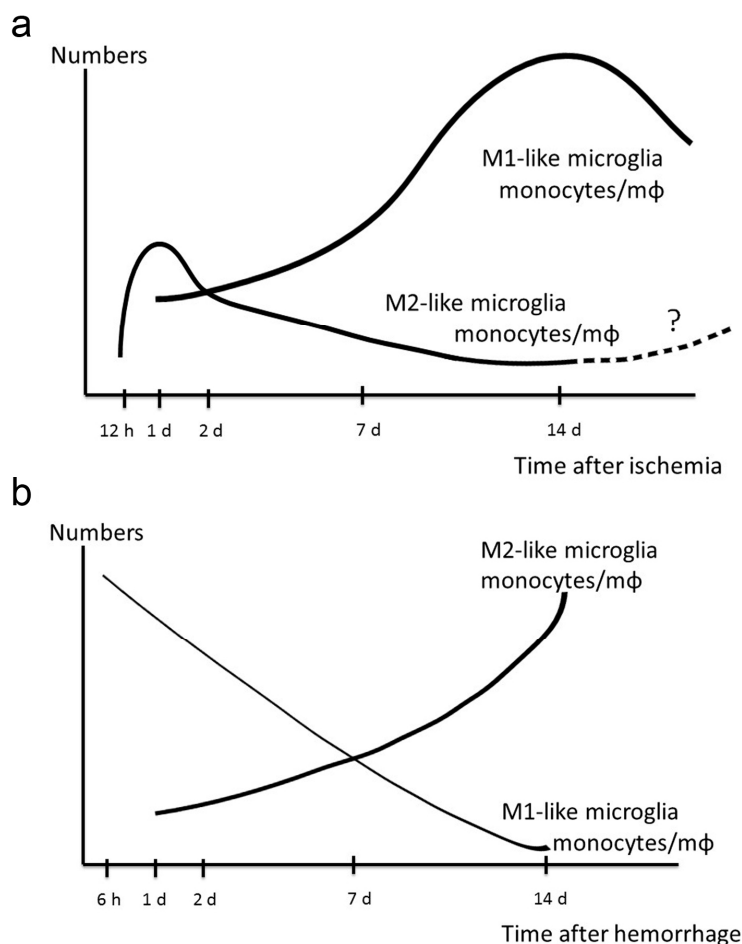 a
Numbers
M1-like microglia
monocytes/mϕ
M2-like microglia
monocytes/mϕ
?
12 h 1 d 2 d 7 d 14 d
Time after ischemia
b
Numbers
M2-like microglia
monocytes/mϕ
M1-like microglia
monocytes/mϕ
6 h 1 d 2 d 7 d 14 d
Time after hemorrhage